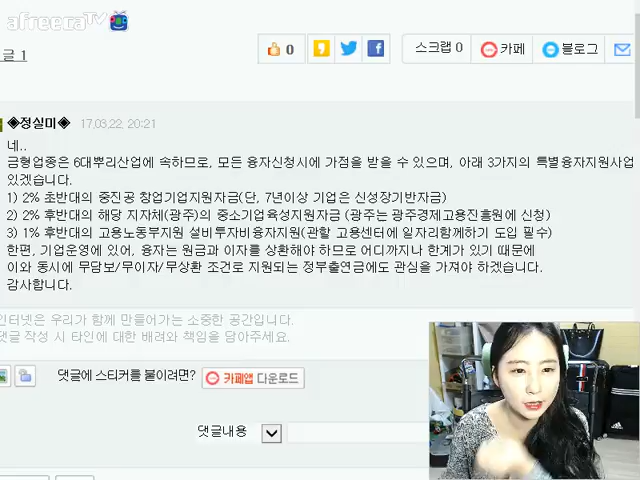 afreecaTV
글 1
0
스크랩 0
카페
블로그
◈정실미◈ 17.03.22, 20:21
네..
금형업종은 6대뿌리산업에 속하므로, 모든 융자신청시에 가점을 받을 수 있으며, 아래 3가지의 특별융자지원사업
있겠습니다.
1) 2% 초반대의 중진공 창업기업지원자금(단, 7년이상 기업은 신성장기반자금)
2) 2% 후반대의 해당 지자체(광주)의 중소기업육성지원자금 (광주는 광주경제고용진흥원에 신청)
3) 1% 후반대의 고용노동부지원 설비투자비융자지원(관할 고용센터에 일자리함께하기 도입 필수)
한편, 기업운영에 있어, 융자는 원금과 이자를 상환해야 하므로 어디까지나 한계가 있기 때문에
이와 동시에 무담보/무이자/무상환 조건으로 지원되는 정부출연금에도 관심을 가져야 하겠습니다.
감사합니다.
인터넷은 우리가 함께 만들어가는 소중한 공간입니다.
댓글 작성 시 타인에 대한 배려와 책임을 담아주세요.
댓글에 스티커를 붙이려면? 카페앱 다운로드
댓글내용